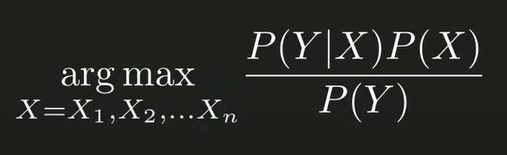 arg max P(Y|X)P(X) / P(Y)
X=X₁,X₂,...Xₙ